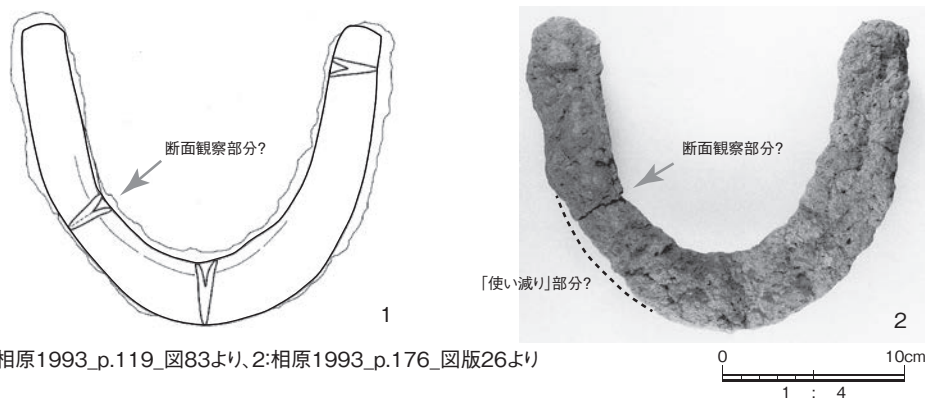 断面観察部分?
断面観察部分?
「使い減り」部分?
1
2
相原1993_p.119_図83より、2:相原1993_p.176_図版26より
0 10cm
1 : 4